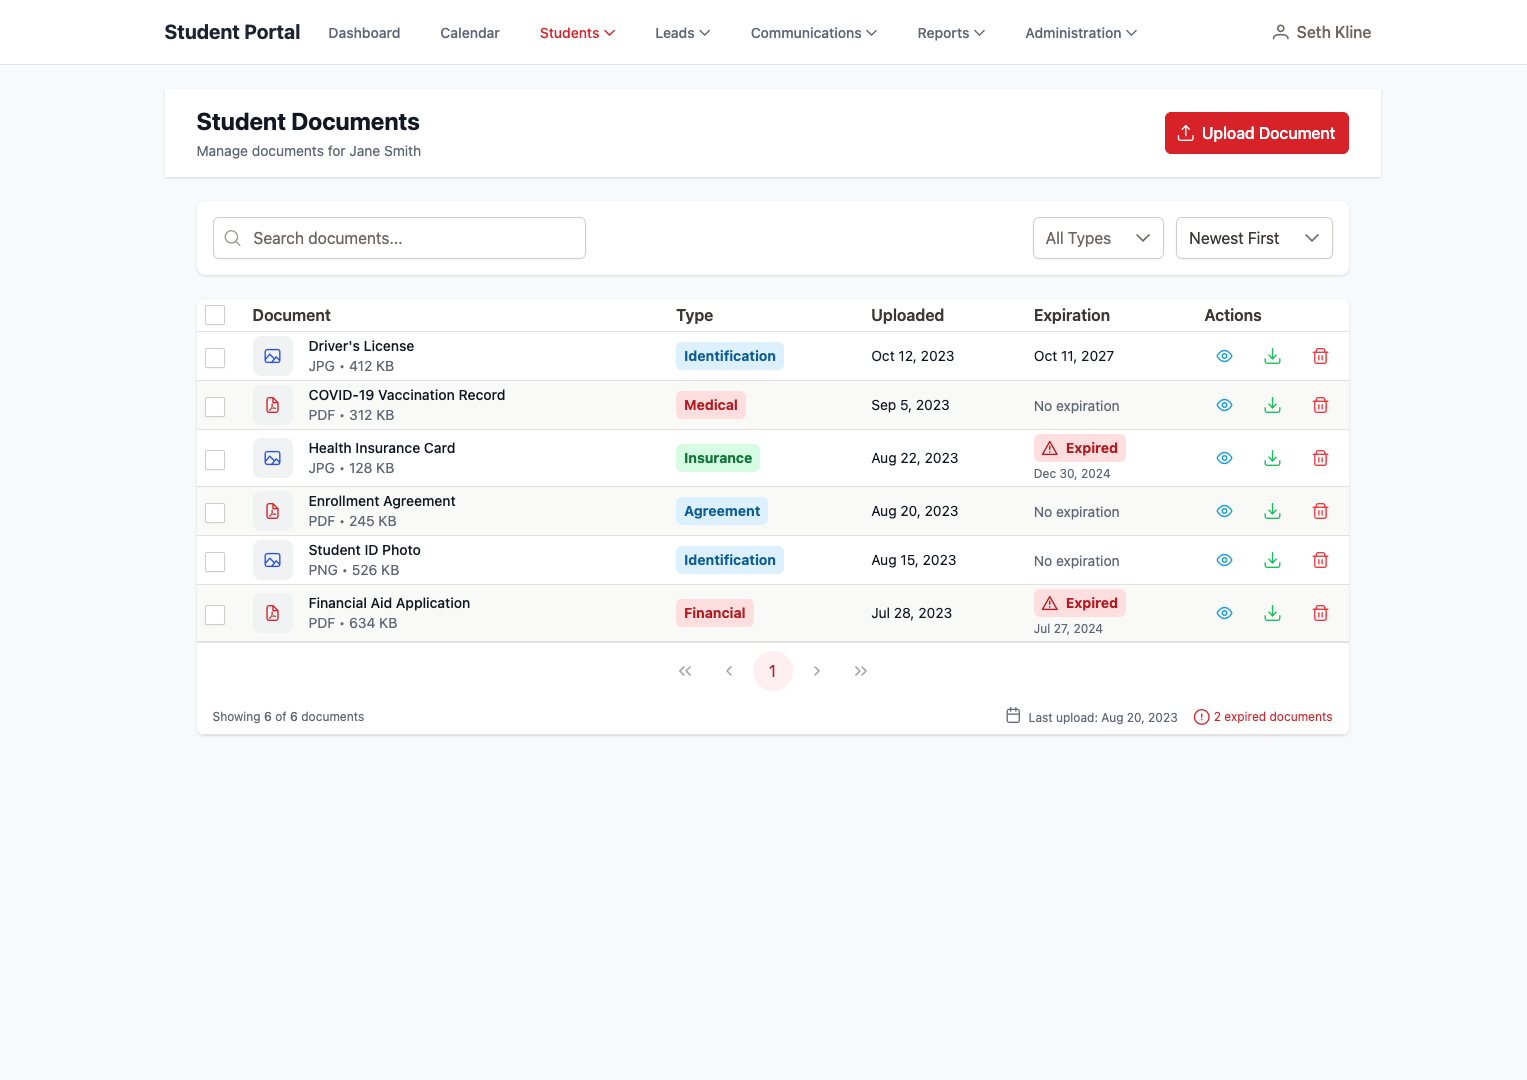 Student Portal
Dashboard
Calendar
Students
Leads
Communications
Reports
Administration
Seth Kline
Student Documents
Manage documents for Jane Smith
Upload Document
Search documents...
All Types
Newest First
Document Type Uploaded Expiration Actions
Driver's License
JPG • 412 KB
Identification
Oct 12, 2023
Oct 11, 2027
COVID-19 Vaccination Record
PDF • 312 KB
Medical
Sep 5, 2023
No expiration
Health Insurance Card
JPG • 128 KB
Insurance
Aug 22, 2023
Expired
Dec 30, 2024
Enrollment Agreement
PDF • 245 KB
Agreement
Aug 20, 2023
No expiration
Student ID Photo
PNG • 526 KB
Identification
Aug 15, 2023
No expiration
Financial Aid Application
PDF • 634 KB
Financial
Jul 28, 2023
Expired
Jul 27, 2024
1
Showing 6 of 6 documents
Last upload: Aug 20, 2023
2 expired documents